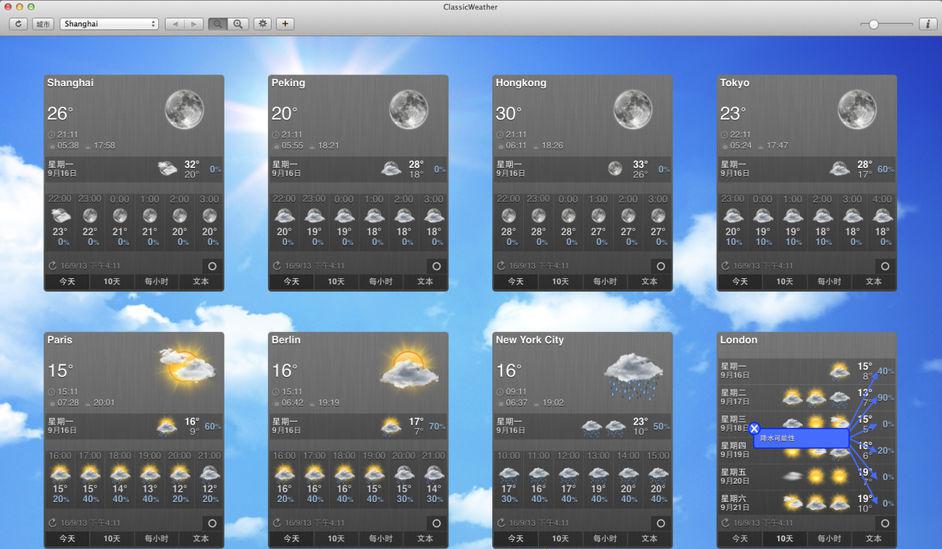 ClassicWeather
城市 Shanghai
Shanghai
26°
21:11
05:38 17:58
星期一 32° 0%
9月16日 20°
22:00 23:00 0:00 1:00 2:00 3:00
23° 22° 21° 21° 20° 20°
0% 0% 0% 0% 0% 0%
16/9/13 下午4:11
今天 10天 每小时 文本
Peking
20°
21:11
05:55 18:21
星期一 28° 0%
9月16日 18°
22:00 23:00 0:00 1:00 2:00 3:00
20° 19° 19° 18° 18° 18°
0% 0% 0% 0% 0% 0%
16/9/13 下午4:11
今天 10天 每小时 文本
Hongkong
30°
21:11
06:11 18:26
星期一 33° 0%
9月16日 26°
22:00 23:00 0:00 1:00 2:00 3:00
28° 28° 28° 28° 27° 27°
0% 0% 0% 0% 0% 0%
16/9/13 下午4:11
今天 10天 每小时 文本
Tokyo
23°
22:11
05:24 17:47
星期一 28° 60%
9月16日 17°
23:00 0:00 1:00 2:00 3:00 4:00
20° 19° 19° 18° 18° 18°
10% 10% 10% 10% 0% 10%
16/9/13 下午4:11
今天 10天 每小时 文本
Paris
15°
15:11
07:28 20:01
星期一 16° 60%
9月16日 9°
16:00 17:00 18:00 19:00 20:00 21:00
15° 15° 14° 13° 12° 12°
20% 40% 40% 40% 20% 20%
16/9/13 下午4:11
今天 10天 每小时 文本
Berlin
16°
15:11
06:42 19:19
星期一 17° 70%
9月16日 7°
16:00 17:00 18:00 19:00 20:00 21:00
16° 16° 16° 15° 15° 14°
20% 20% 40% 40% 20% 30%
16/9/13 下午4:11
今天 10天 每小时 文本
New York City
16°
09:11
06:37 19:02
星期一 23° 50%
9月16日 10°
10:00 11:00 12:00 13:00 14:00 15:00
17° 18° 19° 19° 20° 20°
30% 40% 40% 40% 20% 40%
16/9/13 下午4:11
今天 10天 每小时 文本
London
星期一 15° 40%
9月16日 8°
星期二 90%
9月17日
星期三 15° 0%
9月18日
降水可能性
星期四 16° 20%
9月19日 6°
星期五 19° 0%
9月20日 7°
星期六 19° 0%
9月21日 10°
16/9/13 下午4:11
今天 10天 每小时 文本